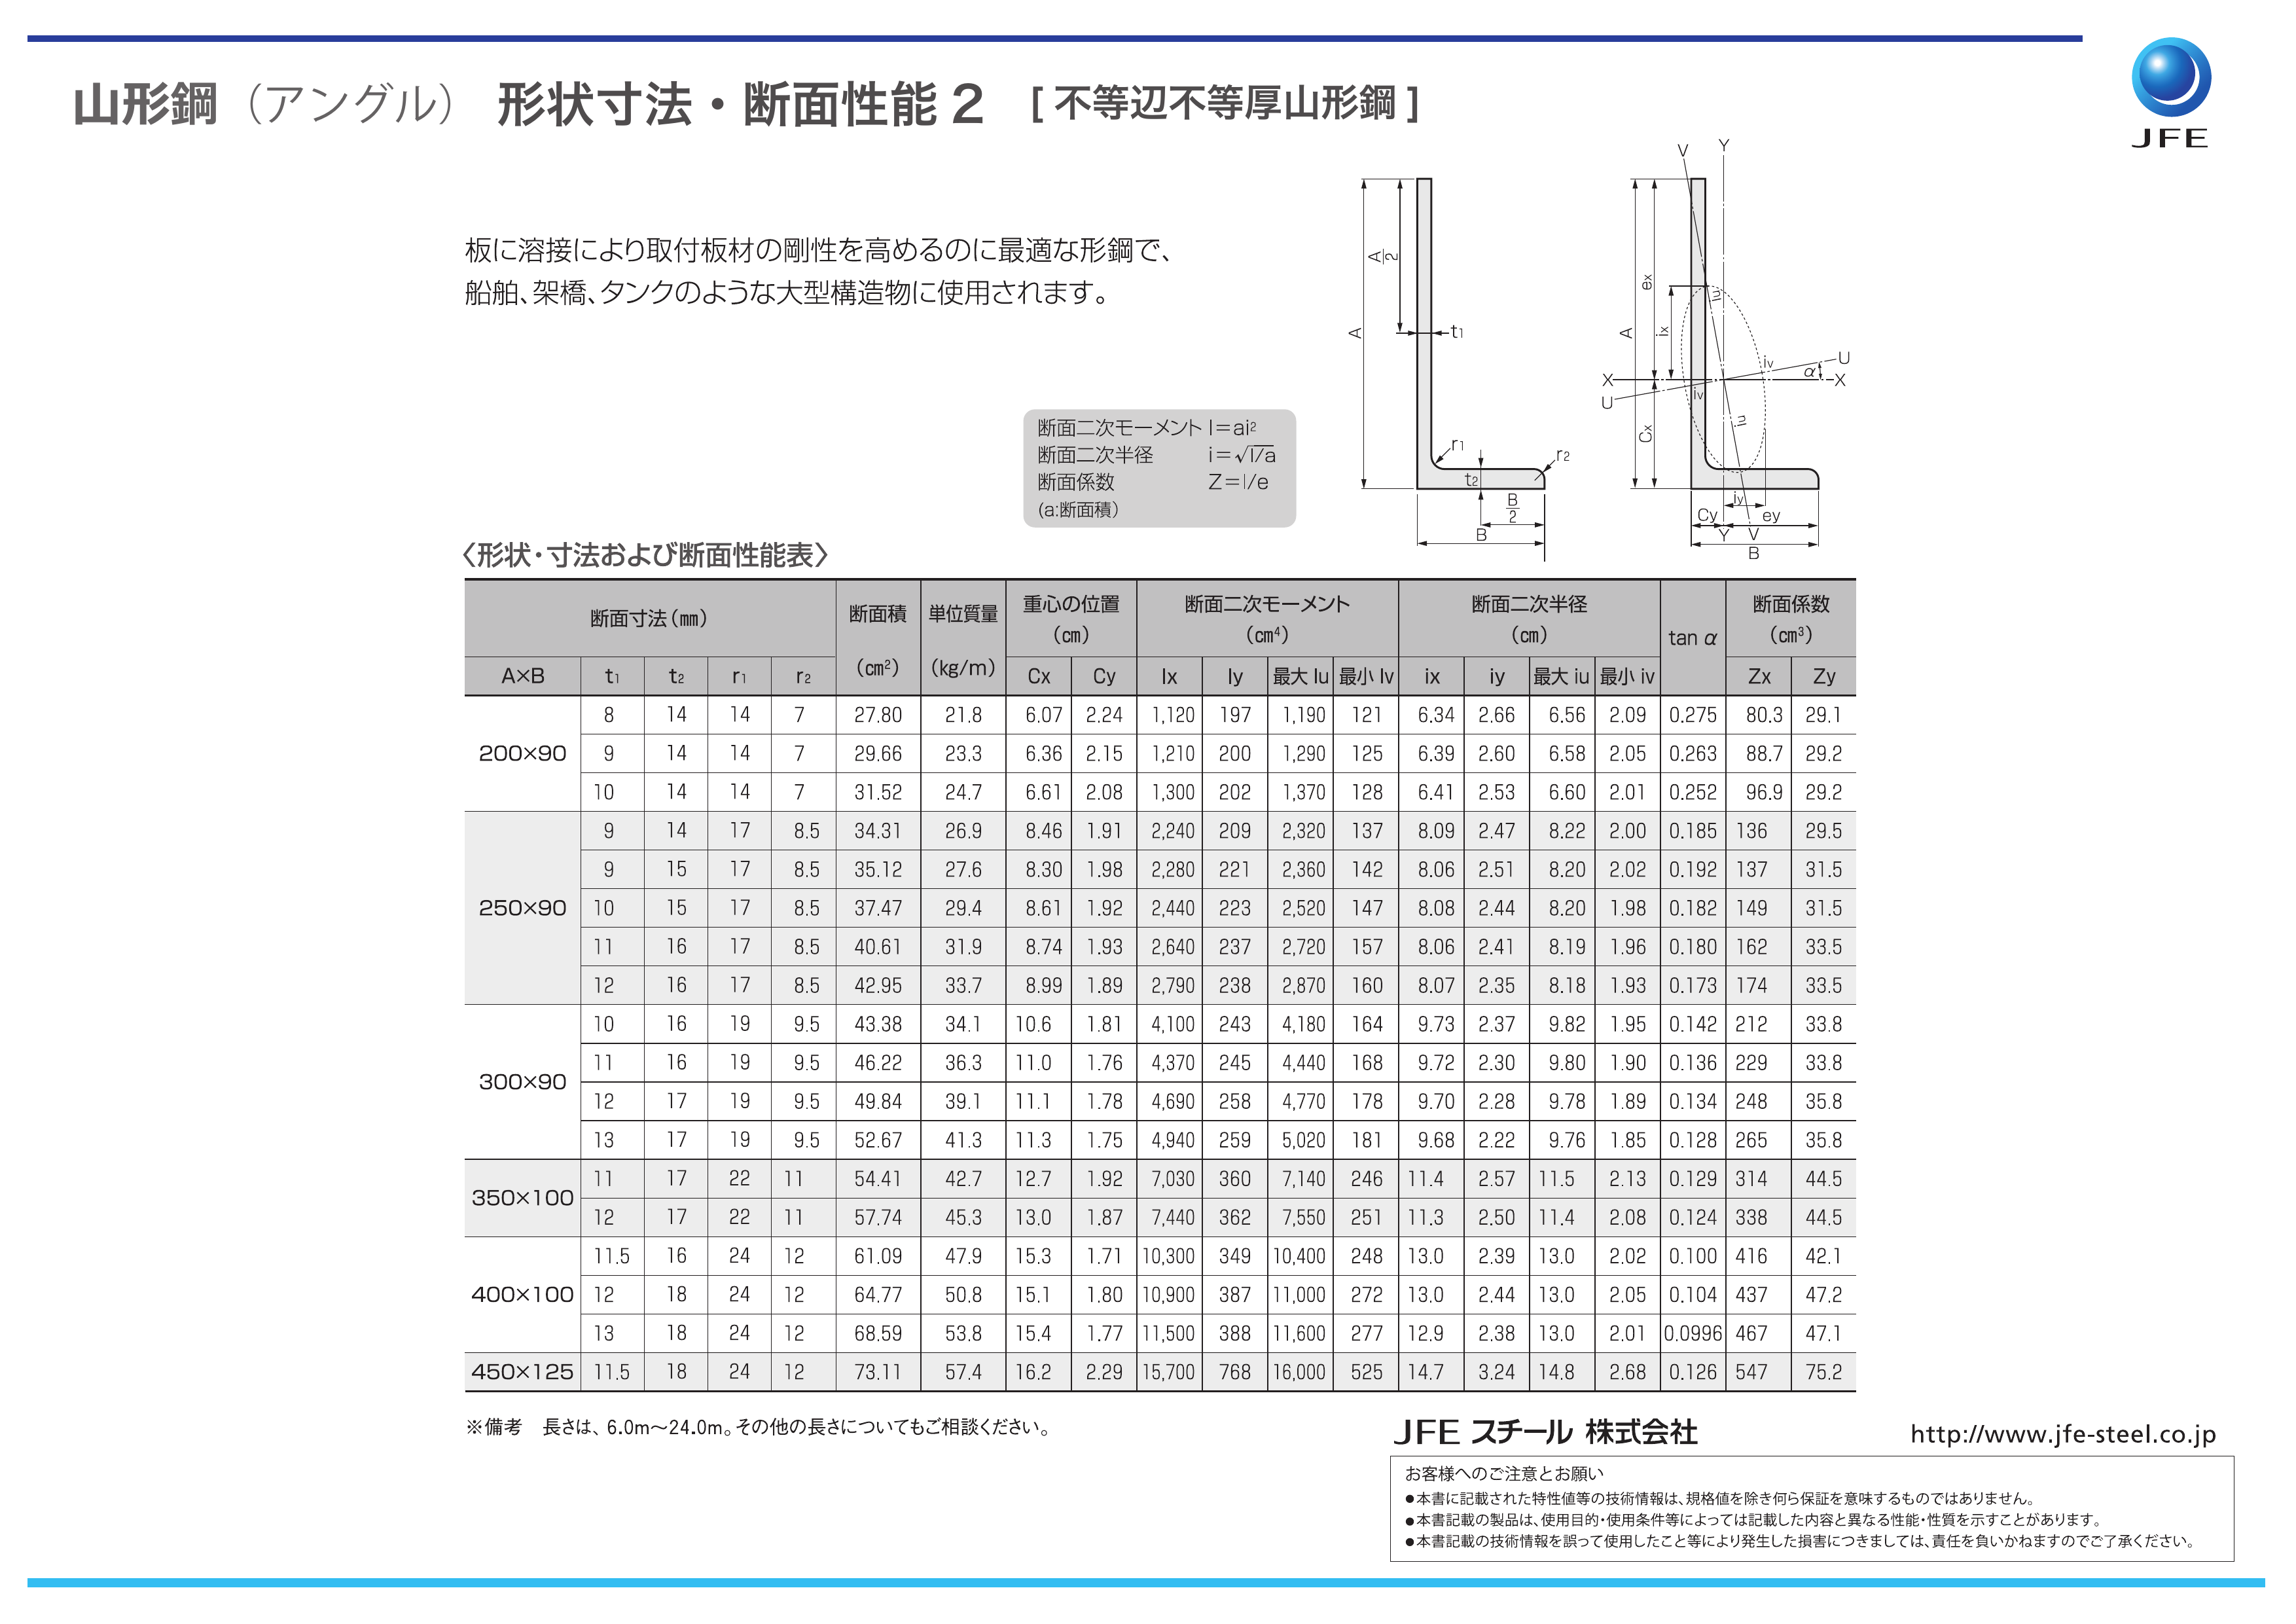 山形鋼（アングル） 形状寸法・断面性能 2 [ 不等辺不等厚山形鋼 ]
JFE
板に溶接により取付板材の剛性を高めるのに最適な形鋼で、
船舶、架橋、タンクのような大型構造物に使用されます。
A A/2 t1 r1 r2 t2 B/2 B
V Y A ex ix iu iv U α X X U iv iu Cx iy Cy ey Y V B
断面二次モーメント I＝ai²
断面二次半径 i＝√I/a
断面係数 Z＝I/e
(a:断面積）
〈形状・寸法および断面性能表〉
断面寸法（mm） 断面積（cm²） 単位質量（kg/m） 重心の位置（cm） 断面二次モーメント（cm⁴） 断面二次半径（cm） tan α 断面係数（cm³）
A×B t1 t2 r1 r2 Cx Cy Ix Iy 最大 Iu 最小 Iv ix iy 最大 iu 最小 iv Zx Zy
200×90 8 14 14 7 27.80 21.8 6.07 2.24 1,120 197 1,190 121 6.34 2.66 6.56 2.09 0.275 80.3 29.1
9 14 14 7 29.66 23.3 6.36 2.15 1,210 200 1,290 125 6.39 2.60 6.58 2.05 0.263 88.7 29.2
10 14 14 7 31.52 24.7 6.61 2.08 1,300 202 1,370 128 6.41 2.53 6.60 2.01 0.252 96.9 29.2
250×90 9 14 17 8.5 34.31 26.9 8.46 1.91 2,240 209 2,320 137 8.09 2.47 8.22 2.00 0.185 136 29.5
9 15 17 8.5 35.12 27.6 8.30 1.98 2,280 221 2,360 142 8.06 2.51 8.20 2.02 0.192 137 31.5
10 15 17 8.5 37.47 29.4 8.61 1.92 2,440 223 2,520 147 8.08 2.44 8.20 1.98 0.182 149 31.5
11 16 17 8.5 40.61 31.9 8.74 1.93 2,640 237 2,720 157 8.06 2.41 8.19 1.96 0.180 162 33.5
12 16 17 8.5 42.95 33.7 8.99 1.89 2,790 238 2,870 160 8.07 2.35 8.18 1.93 0.173 174 33.5
300×90 10 16 19 9.5 43.38 34.1 10.6 1.81 4,100 243 4,180 164 9.73 2.37 9.82 1.95 0.142 212 33.8
11 16 19 9.5 46.22 36.3 11.0 1.76 4,370 245 4,440 168 9.72 2.30 9.80 1.90 0.136 229 33.8
12 17 19 9.5 49.84 39.1 11.1 1.78 4,690 258 4,770 178 9.70 2.28 9.78 1.89 0.134 248 35.8
13 17 19 9.5 52.67 41.3 11.3 1.75 4,940 259 5,020 181 9.68 2.22 9.76 1.85 0.128 265 35.8
350×100 11 17 22 11 54.41 42.7 12.7 1.92 7,030 360 7,140 246 11.4 2.57 11.5 2.13 0.129 314 44.5
12 17 22 11 57.74 45.3 13.0 1.87 7,440 362 7,550 251 11.3 2.50 11.4 2.08 0.124 338 44.5
400×100 11.5 16 24 12 61.09 47.9 15.3 1.71 10,300 349 10,400 248 13.0 2.39 13.0 2.02 0.100 416 42.1
12 18 24 12 64.77 50.8 15.1 1.80 10,900 387 11,000 272 13.0 2.44 13.0 2.05 0.104 437 47.2
13 18 24 12 68.59 53.8 15.4 1.77 11,500 388 11,600 277 12.9 2.38 13.0 2.01 0.0996 467 47.1
450×125 11.5 18 24 12 73.11 57.4 16.2 2.29 15,700 768 16,000 525 14.7 3.24 14.8 2.68 0.126 547 75.2
※備考　長さは、6.0m〜24.0m。その他の長さについてもご相談ください。
JFE スチール 株式会社 http://www.jfe-steel.co.jp
お客様へのご注意とお願い
●本書に記載された特性値等の技術情報は、規格値を除き何ら保証を意味するものではありません。
●本書記載の製品は、使用目的・使用条件等によっては記載した内容と異なる性能・性質を示すことがあります。
●本書記載の技術情報を誤って使用したこと等により発生した損害につきましては、責任を負いかねますのでご了承ください。